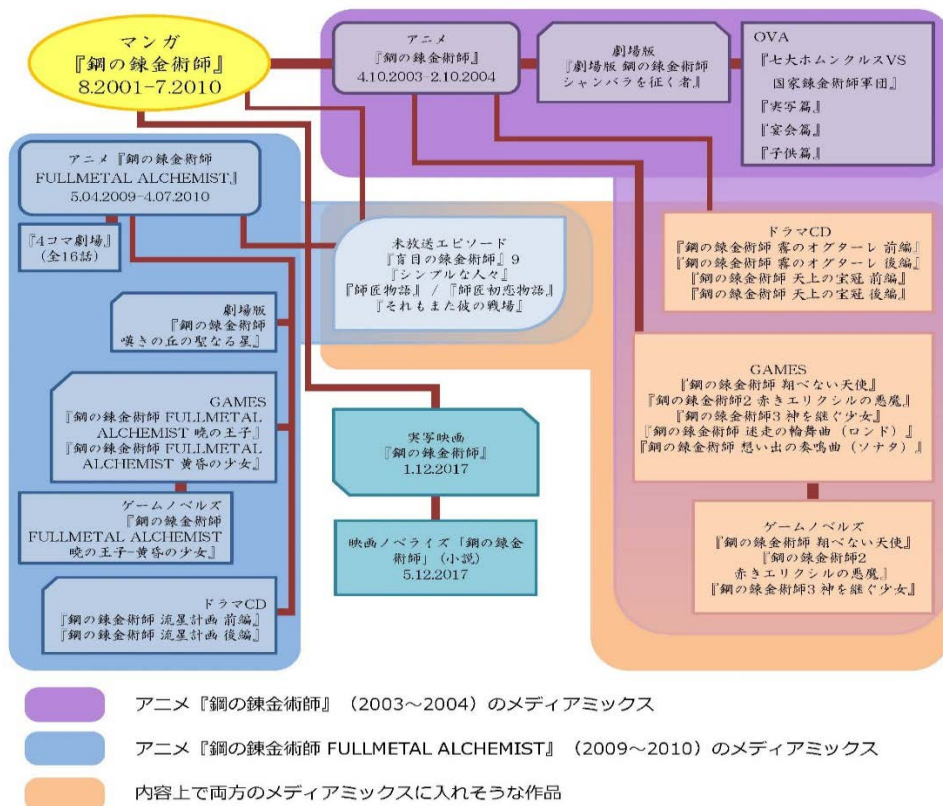 マンガ
『鋼の錬金術師』
8.2001-7.2010
アニメ
『鋼の錬金術師』
4.10.2003-2.10.2004
劇場版
『劇場版 鋼の錬金術師
シャンバラを征く者』
OVA
『七大ホムンクルスVS
国家錬金術師軍団』
『実写篇』
『宴会篇』
『子供篇』
アニメ『鋼の錬金術師
FULLMETAL ALCHEMIST』
5.04.2009-4.07.2010
『4コマ劇場』
(全16話)
未放送エピソード
『盲目の錬金術師』9
『シンプルな人々』
『師匠物語』 / 『師匠初恋物語』
『それもまた彼の戦場』
ドラマCD
『鋼の錬金術師 霧のオグターレ 前編』
『鋼の錬金術師 霧のオグターレ 後編』
『鋼の錬金術師 天上の宝冠 前編』
『鋼の錬金術師 天上の宝冠 後編』
劇場版
『鋼の錬金術師
嘆きの丘の聖なる星』
GAMES
『鋼の錬金術師 FULLMETAL
ALCHEMIST 暁の王子』
『鋼の錬金術師 FULLMETAL
ALCHEMIST 黄昏の少女』
GAMES
『鋼の錬金術師 翔べない天使』
『鋼の錬金術師2 赤きエリクシルの悪魔』
『鋼の錬金術師3 神を継ぐ少女』
『鋼の錬金術師 迷走の輪舞曲 (ロンド) 』
『鋼の錬金術師 想い出の奏鳴曲 (ソナタ) 』
実写映画
『鋼の錬金術師』
1.12.2017
ゲームノベルズ
『鋼の錬金術師
FULLMETAL ALCHEMIST
暁の王子-黄昏の少女』
映画ノベライズ「鋼の錬金
術師」(小説)
5.12.2017
ゲームノベルズ
『鋼の錬金術師 翔べない天使』
『鋼の錬金術師2
赤きエリクシルの悪魔』
『鋼の錬金術師3 神を継ぐ少女』
ドラマCD
『鋼の錬金術師 流星計画 前編』
『鋼の錬金術師 流星計画 後編』
アニメ『鋼の錬金術師』(2003～2004)のメディアミックス
アニメ『鋼の錬金術師 FULLMETAL ALCHEMIST』(2009～2010)のメディアミックス
内容上で両方のメディアミックスに入れそうな作品